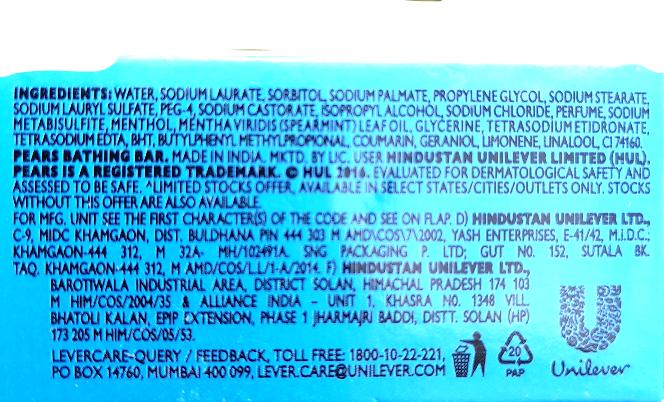 INGREDIENTS: WATER, SODIUM LAURATE, SORBITOL, SODIUM PALMATE, PROPYLENE GLYCOL, SODIUM STEARATE,
SODIUM LAURYL SULFATE, PEG-4, SODIUM CASTORATE, ISOPROPYL ALCOHOL, SODIUM CHLORIDE, PERFUME, SODIUM
METABISULFITE, MENTHOL, MENTHA VIRIDIS (SPEARMINT) LEAF OIL, GLYCERINE, TETRASODIUM ETIDRONATE,
TETRASODIUM EDTA, BHT, BUTYLPHENYL METHYLPROPIONAL, COUMARIN, GERANIOL, LIMONENE, LINALOOL, CI 74160.
PEARS BATHING BAR. MADE IN INDIA. MKTD. BY LIC. USER HINDUSTAN UNILEVER LIMITED (HUL).
PEARS IS A REGISTERED TRADEMARK. © HUL 2016. EVALUATED FOR DERMATOLOGICAL SAFETY AND
ASSESSED TO BE SAFE. ^LIMITED STOCKS OFFER, AVAILABLE IN SELECT STATES/CITIES/OUTLETS ONLY. STOCKS
WITHOUT THIS OFFER ARE ALSO AVAILABLE.
FOR MFG. UNIT SEE THE FIRST CHARACTER(S) OF THE CODE AND SEE ON FLAP. D) HINDUSTAN UNILEVER LTD.,
C-9, MIDC KHAMGAON, DIST. BULDHANA PIN 444 303 M AMD\COS\7\2002, YASH ENTERPRISES, E-41/42, M.I.D.C.;
KHAMGAON-444 312, M 32A- MH/102491A. SNG PACKAGING P. LTD; GUT NO. 152, SUTALA BK.
TAQ. KHAMGAON-444 312, M AMD/COS/LL/1-A/2014. F) HINDUSTAN UNILEVER LTD.,
BAROTIWALA INDUSTRIAL AREA, DISTRICT SOLAN, HIMACHAL PRADESH 174 103
M HIM/COS/2004/35 & ALLIANCE INDIA - UNIT 1, KHASRA NO. 1348 VILL.
BHATOLI KALAN, EPIP EXTENSION, PHASE 1 JHARMAJRI BADDI, DISTT. SOLAN (HP)
173 205 M HIM/COS/05/53.
LEVERCARE-QUERY / FEEDBACK, TOLL FREE: 1800-10-22-221,
PO BOX 14760, MUMBAI 400 099, LEVER.CARE@UNILEVER.COM
20
PAP
Unilever